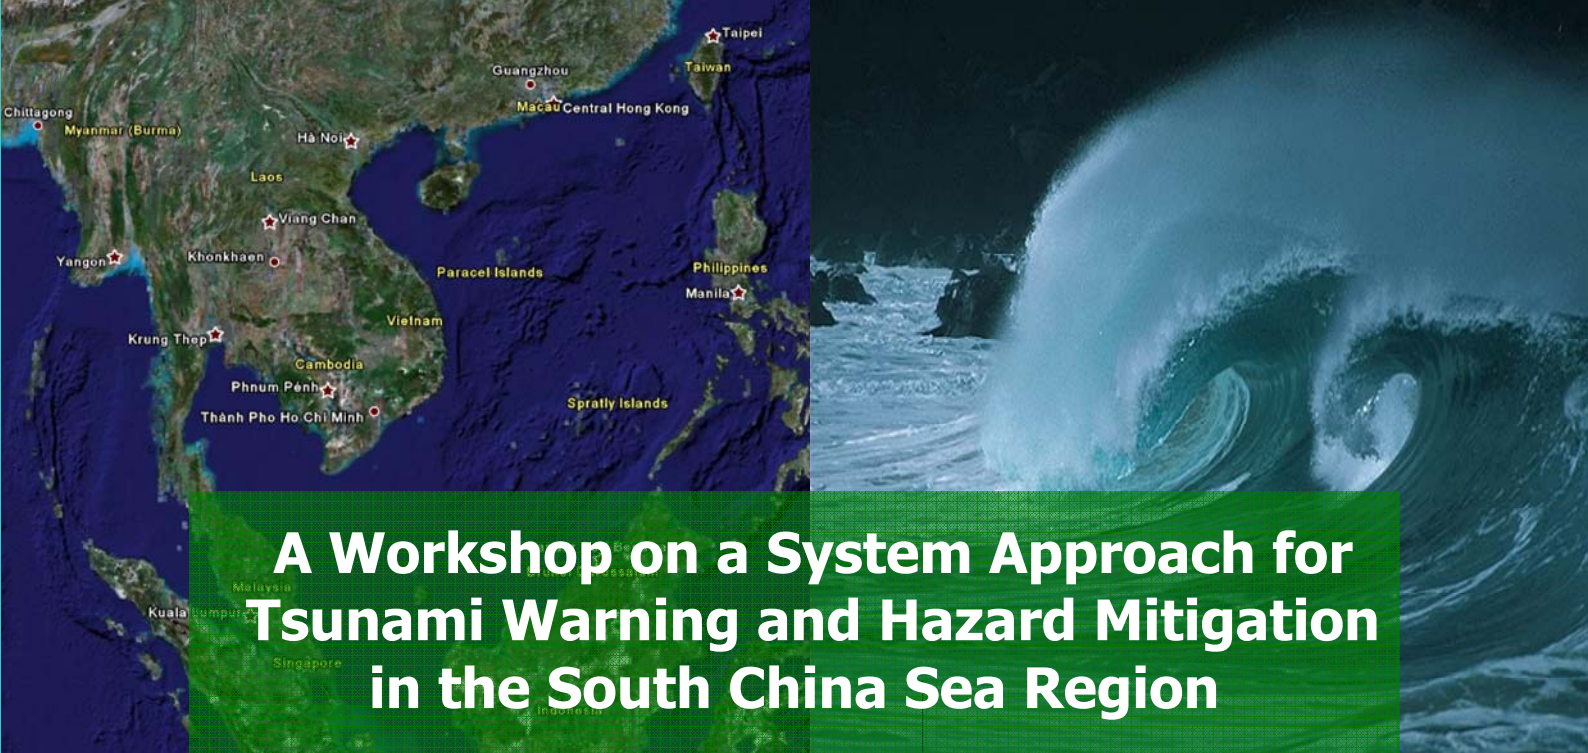 Taipei
Taiwan
Guangzhou
Macau Central Hong Kong
Chittagong
Myanmar (Burma)
Hà Noi
Laos
Viang Chan
Khonkhaen
Yangon
Paracel Islands
Philippines
Manila
Vietnam
Krung Thep
Cambodia
Phnum Pénh
Thành Pho Ho Chi Minh
Spratly Islands
A Workshop on a System Approach for
Malaysia
Kuala Lumpur
Tsunami Warning and Hazard Mitigation
Singapore
in the South China Sea Region
Indonesia